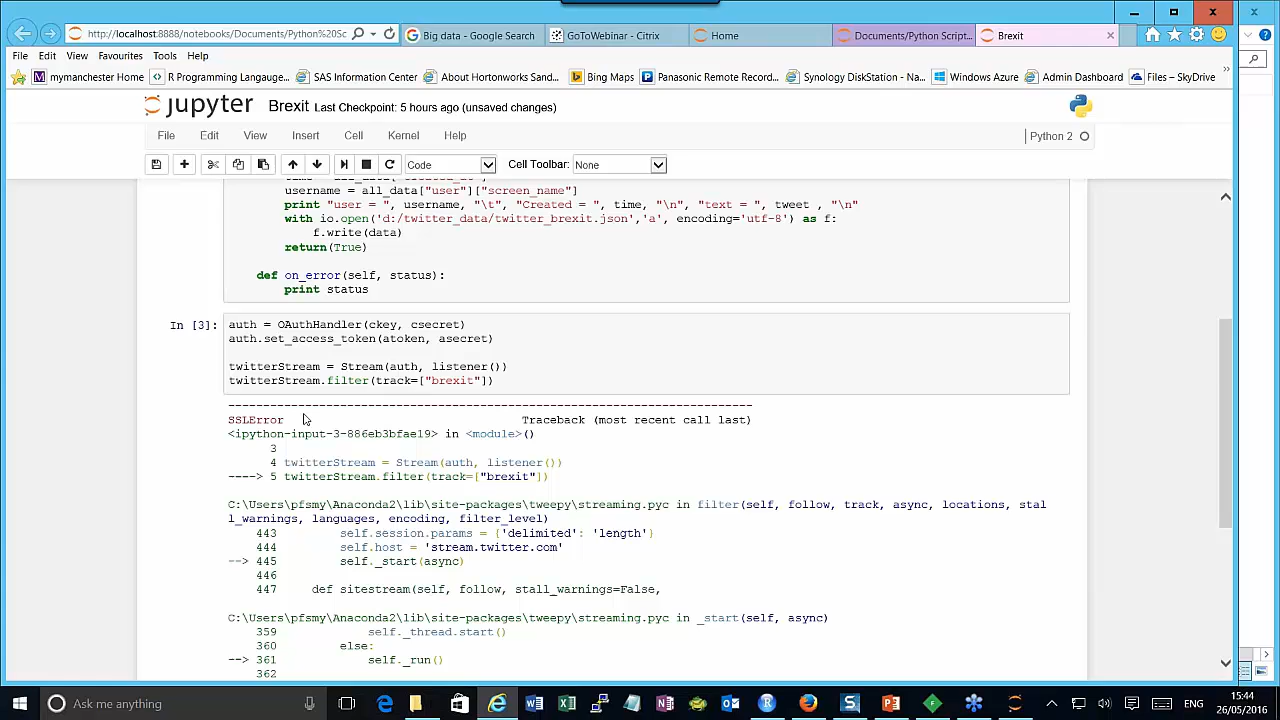 http://localhost:8888/notebooks/Documents/Python%20Sc
Big data - Google Search
GoToWebinar - Citrix
Home
Documents/Python Script...
Brexit
File Edit View Favourites Tools Help
mymanchester Home
R Programming Langauge...
SAS Information Center
About Hortonworks Sand...
Bing Maps
Panasonic Remote Record...
Synology DiskStation - Na...
Windows Azure
Admin Dashboard
Files – SkyDrive
jupyter Brexit Last Checkpoint: 5 hours ago (unsaved changes)
File Edit View Insert Cell Kernel Help
Python 2
Code
Cell Toolbar: None
username = all_data["user"]["screen_name"]
print "user = ", username, "\t", "Created = ", time, "\n", "text = ", tweet , "\n"
with io.open('d:/twitter_data/twitter_brexit.json','a', encoding='utf-8') as f:
f.write(data)
return(True)
def on_error(self, status):
print status
In [3]:
auth = OAuthHandler(ckey, csecret)
auth.set_access_token(atoken, asecret)
twitterStream = Stream(auth, listener())
twitterStream.filter(track=["brexit"])
---------------------------------------------------------------------------
SSLError Traceback (most recent call last)
<ipython-input-3-886eb3bfae19> in <module>()
3
4 twitterStream = Stream(auth, listener())
----> 5 twitterStream.filter(track=["brexit"])
C:\Users\pfsmy\Anaconda2\lib\site-packages\tweepy\streaming.pyc in filter(self, follow, track, async, locations, stal
l_warnings, languages, encoding, filter_level)
443 self.session.params = {'delimited': 'length'}
444 self.host = 'stream.twitter.com'
--> 445 self._start(async)
446
447 def sitestream(self, follow, stall_warnings=False,
C:\Users\pfsmy\Anaconda2\lib\site-packages\tweepy\streaming.pyc in _start(self, async)
359 self._thread.start()
360 else:
--> 361 self._run()
362
Ask me anything
ENG
15:44
26/05/2016